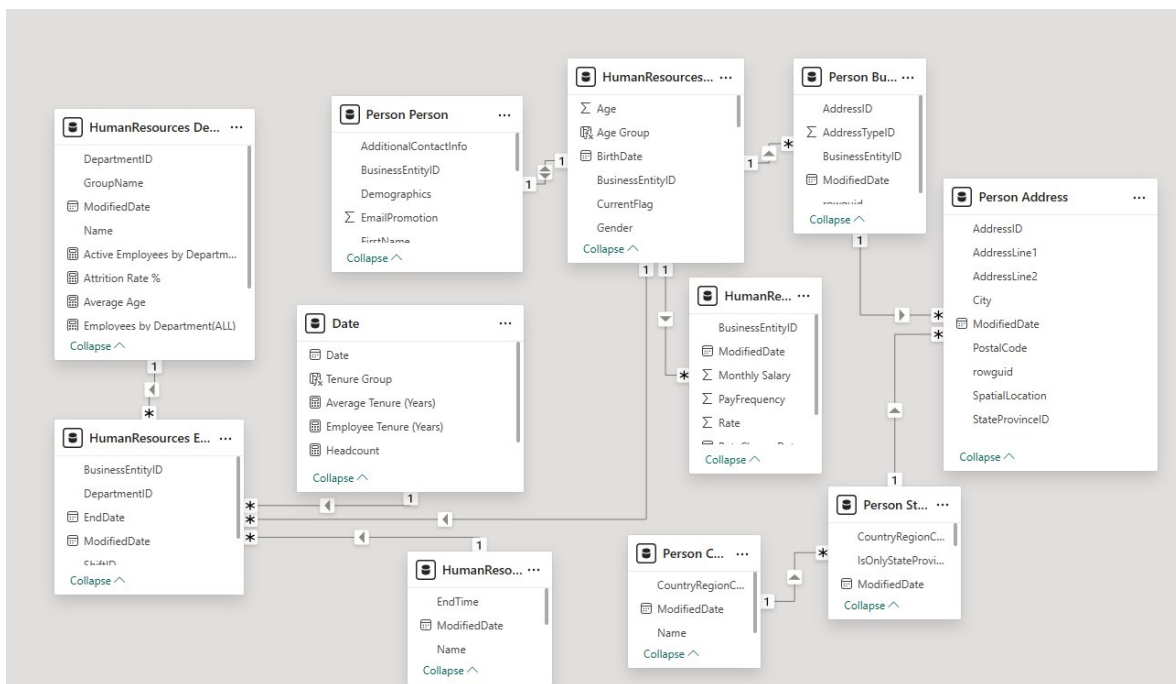 HumanResources De... ...
DepartmentID
GroupName
ModifiedDate
Name
Active Employees by Departm...
Attrition Rate %
Average Age
Employees by Department(ALL)
Collapse
1
*
HumanResources E... ...
BusinessEntityID
DepartmentID
EndDate
ModifiedDate
ShiftID
Collapse
*
*
*
Person Person ...
AdditionalContactInfo
BusinessEntityID
Demographics
Σ EmailPromotion
FirstName
Collapse
1
1
Date ...
Date
Tenure Group
Average Tenure (Years)
Employee Tenure (Years)
Headcount
Collapse
1
HumanResources... ...
Σ Age
Age Group
BirthDate
BusinessEntityID
CurrentFlag
Gender
Collapse
1
1
1
*
HumanRe... ...
BusinessEntityID
ModifiedDate
Σ Monthly Salary
Σ PayFrequency
Σ Rate
Collapse
*
1
HumanReso... ...
EndTime
ModifiedDate
Name
Collapse
Person Bu... ...
AddressID
Σ AddressTypeID
BusinessEntityID
ModifiedDate
rowguid
Collapse
1
Person Address ...
AddressID
AddressLine1
AddressLine2
City
ModifiedDate
PostalCode
rowguid
SpatialLocation
StateProvinceID
Collapse
*
*
1
Person St... ...
CountryRegionC...
IsOnlyStateProvi...
ModifiedDate
Collapse
*
Person C... ...
CountryRegionC...
ModifiedDate
Name
Collapse
1